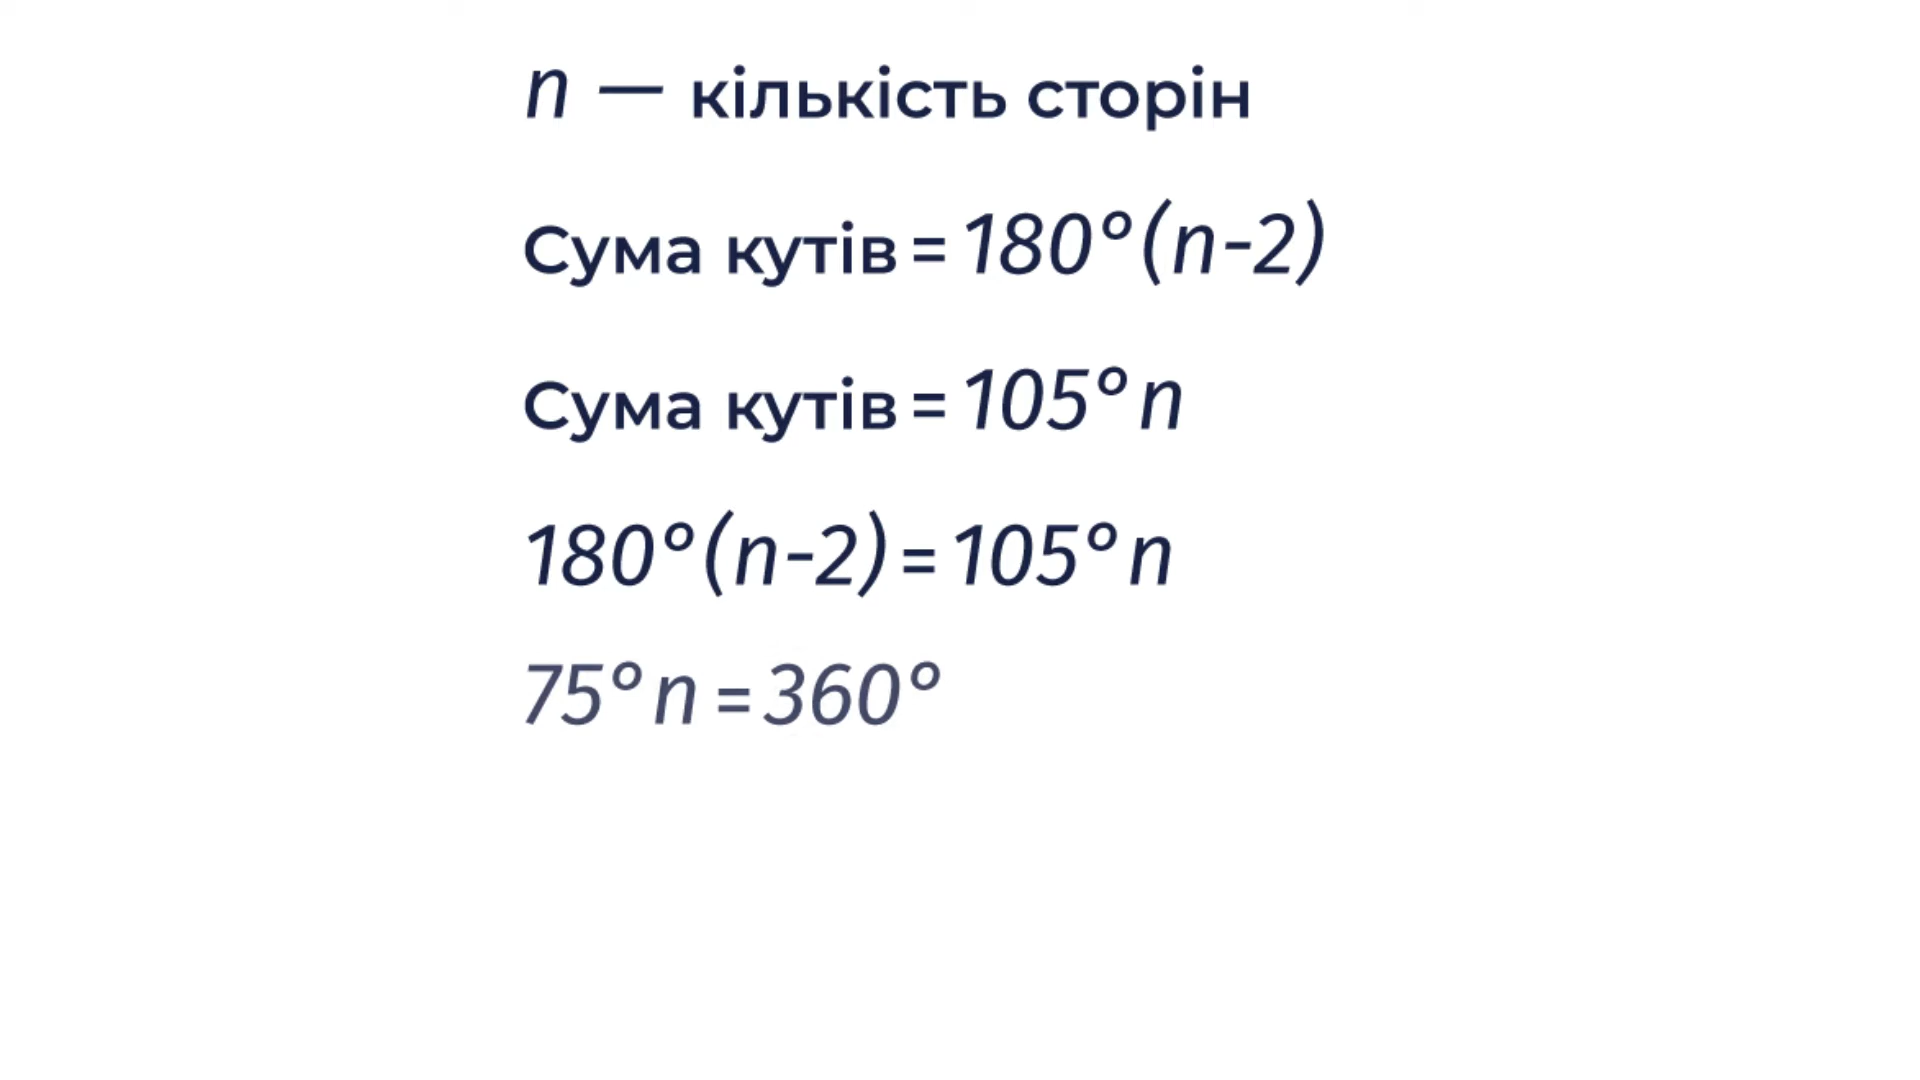 n — кількість сторін
Сума кутів = 180°(n-2)
Сума кутів = 105°n
180°(n-2) = 105°n
75°n = 360°